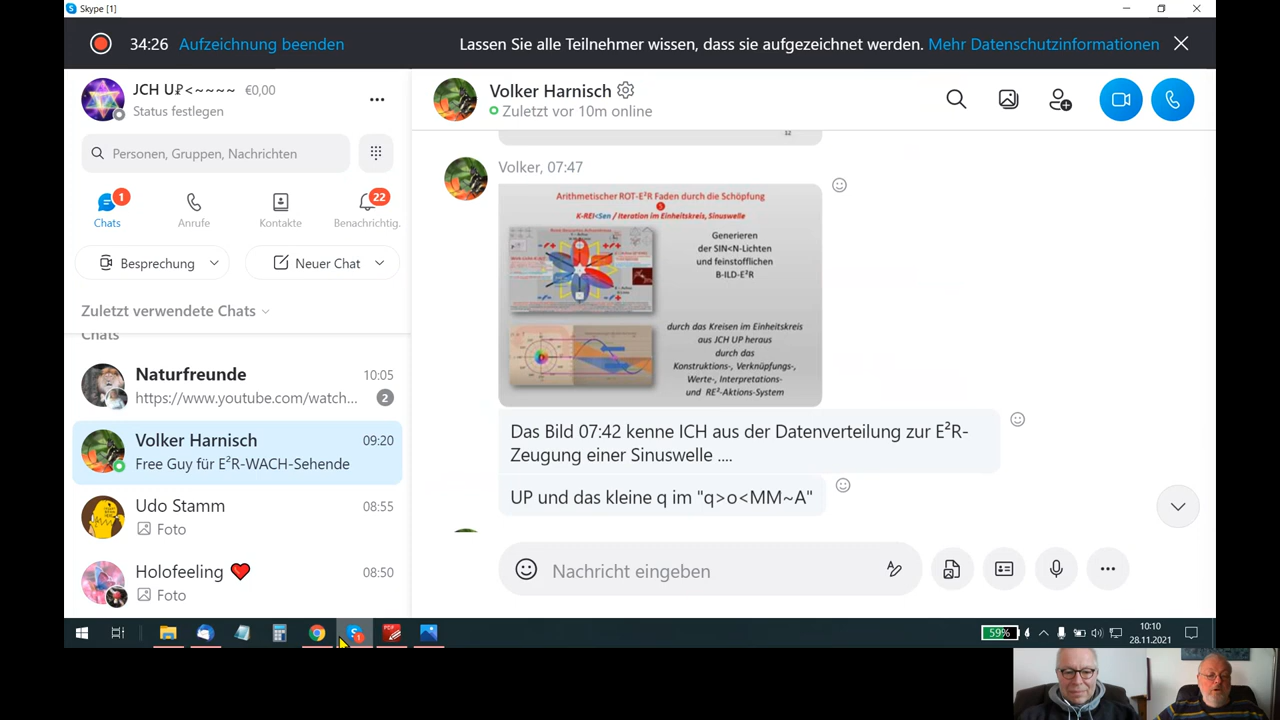 Skype [1]
34:26 Aufzeichnung beenden
Lassen Sie alle Teilnehmer wissen, dass sie aufgezeichnet werden. Mehr Datenschutzinformationen
JCH U₽<~~~~ €0,00
Status festlegen
Personen, Gruppen, Nachrichten
1
22
Chats
Anrufe
Kontakte
Benachrichtig.
Besprechung
Neuer Chat
Zuletzt verwendete Chats
Chats
Naturfreunde 10:05
https://www.youtube.com/watch... 2
Volker Harnisch 09:20
Free Guy für E²R-WACH-Sehende
Udo Stamm 08:55
Foto
Holofeeling 08:50
Foto
Volker Harnisch
Zuletzt vor 10m online
Volker, 07:47
Arithmetischer ROT-E²R Faden durch die Schöpfung
K-REI<Sen / Iteration im Einheitskreis, Sinuswelle
Generieren
der SIN<N-Lichten
und feinstofflichen
B-ILD-E²R
durch das Kreisen im Einheitskreis
aus JCH UP heraus
durch das
Konstruktions-, Verknüpfungs-,
Werte-, Interpretations-
und RE²-Aktions-System
Das Bild 07:42 kenne ICH aus der Datenverteilung zur E²R-
Zeugung einer Sinuswelle ....
UP und das kleine q im "q>o<MM~A"
Nachricht eingeben
59%
10:10
28.11.2021